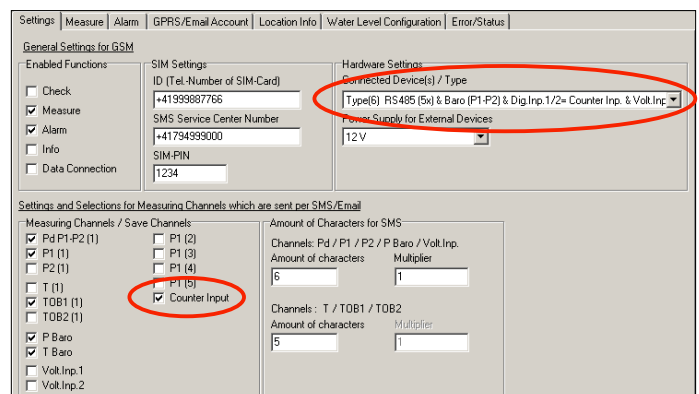 Settings Measure Alarm GPRS/Email Account Location Info Water Level Configuration Error/Status
General Settings for GSM
Enabled Functions
Check
Measure
Alarm
Info
Data Connection
SIM Settings
ID (Tel.-Number of SIM-Card)
+41999887766
SMS Service Center Number
+41794999000
SIM-PIN
1234
Hardware Settings
Connected Device(s) / Type
Type(6) RS485 (5x) & Baro (P1-P2) & Dig.Inp.1/2= Counter Inp. & Volt.Inp
Power Supply for External Devices
12 V
Settings and Selections for Measuring Channels which are sent per SMS/Email
Measuring Channels / Save Channels
Pd P1-P2 (1)
P1 (1)
P2 (1)
T (1)
TOB1 (1)
TOB2 (1)
P Baro
T Baro
Volt.Inp.1
Volt.Inp.2
P1 (2)
P1 (3)
P1 (4)
P1 (5)
Counter Input
Amount of Characters for SMS
Channels: Pd / P1 / P2 / P Baro / Volt.Inp.
Amount of characters Multiplier
6 1
Channels : T / TOB1 / TOB2
Amount of characters Multiplier
5 1